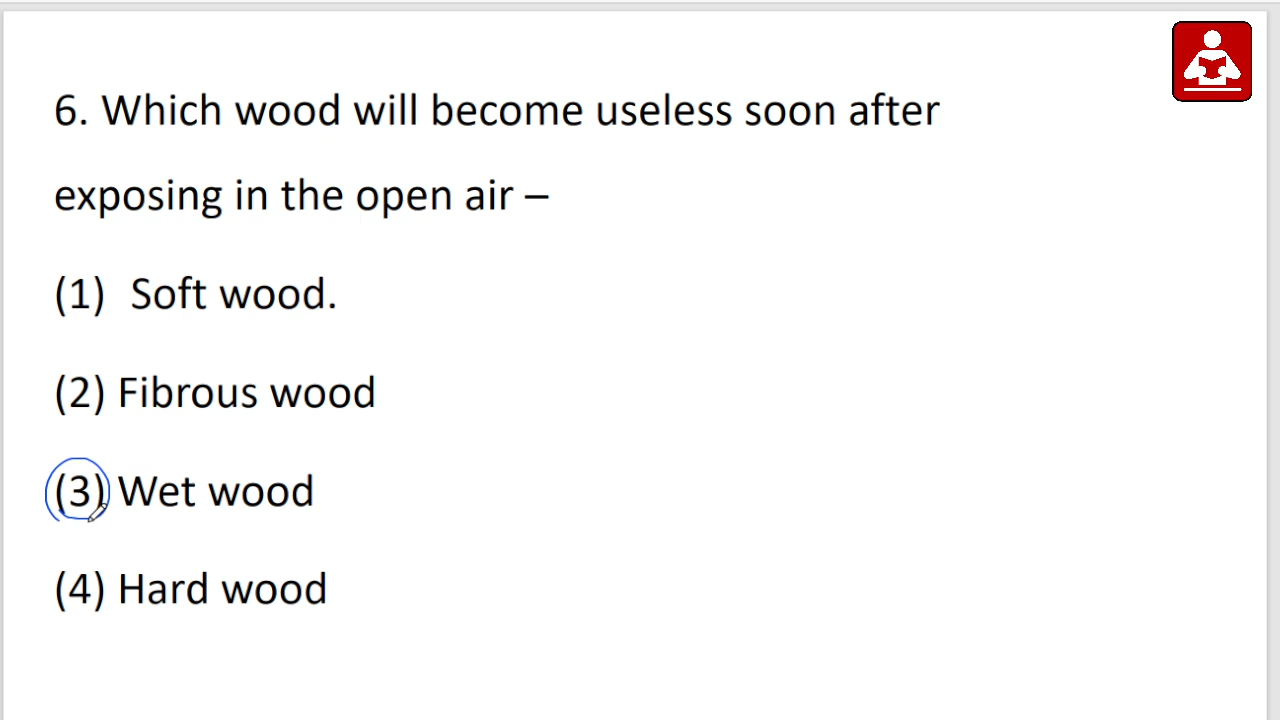 6. Which wood will become useless soon after
exposing in the open air –
(1) Soft wood.
(2) Fibrous wood
(3) Wet wood
(4) Hard wood